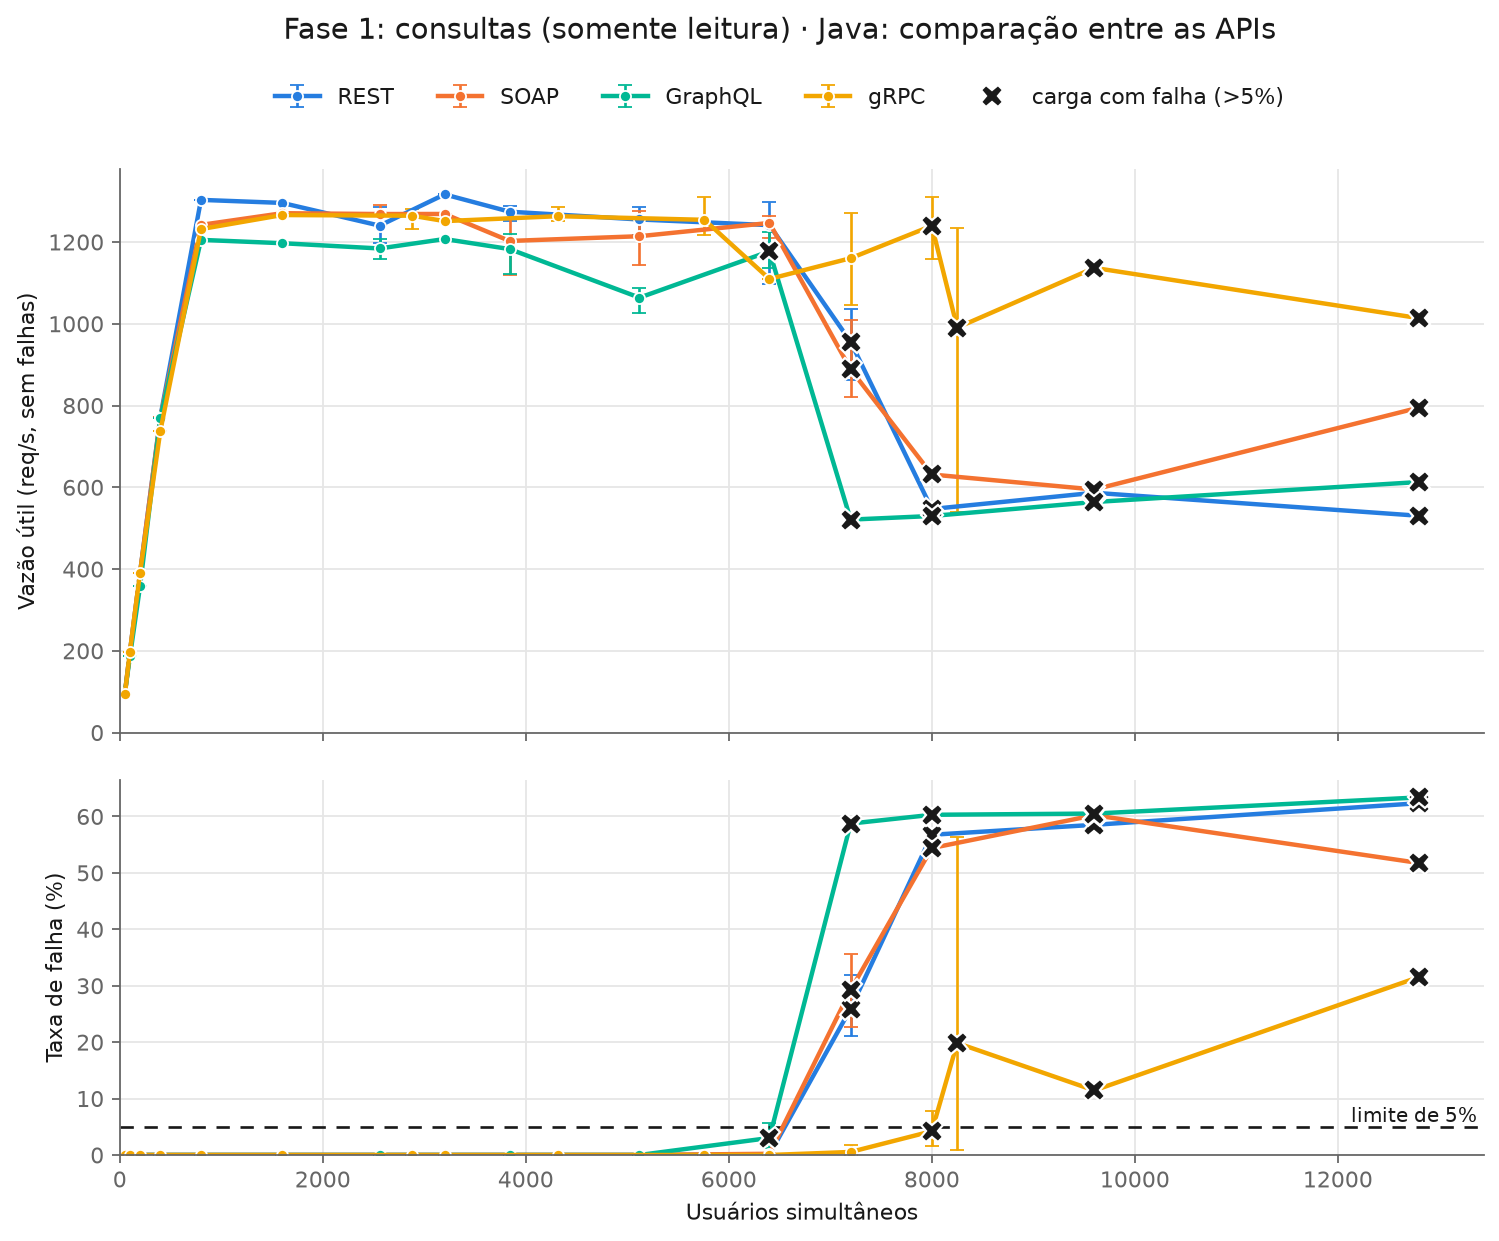 Fase 1: consultas (somente leitura) · Java: comparação entre as APIs
REST
SOAP
GraphQL
gRPC
carga com falha (>5%)
Vazão útil (req/s, sem falhas)
1200
1000
800
600
400
200
0
Taxa de falha (%)
60
50
40
30
20
10
0
limite de 5%
0
2000
4000
6000
8000
10000
12000
Usuários simultâneos